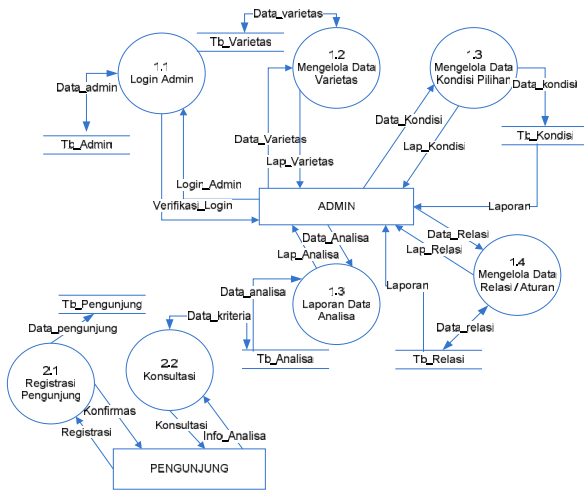 Data_varietas
Tb_Varietas
1.1
Login Admin
1.2
Mengelola Data
Varietas
1.3
Mengelola Data
Kondisi Pilihan
Data_admin
Data_kondisi
Tb_Admin
Tb_Kondisi
Data_Varietas
Data_Kondisi
Lap_Varietas
Lap_Kondisi
Login_Admin
Verifikasi_Login
ADMIN
Laporan
Data_Analisa
Lap_Analisa
Data_Relasi
Lap_Relasi
1.4
Mengelola Data
Relasi / Aturan
Laporan
1.3
Laporan Data
Analisa
Data_analisa
Tb_Pengunjung
Data_kriteria
Data_pengunjung
Data_relasi
Tb_Analisa
Tb_Relasi
2.1
Registrasi
Pengunjung
2.2
Konsultasi
Konfirmas
Registrasi
Konsultasi
Info_Analisa
PENGUNJUNG